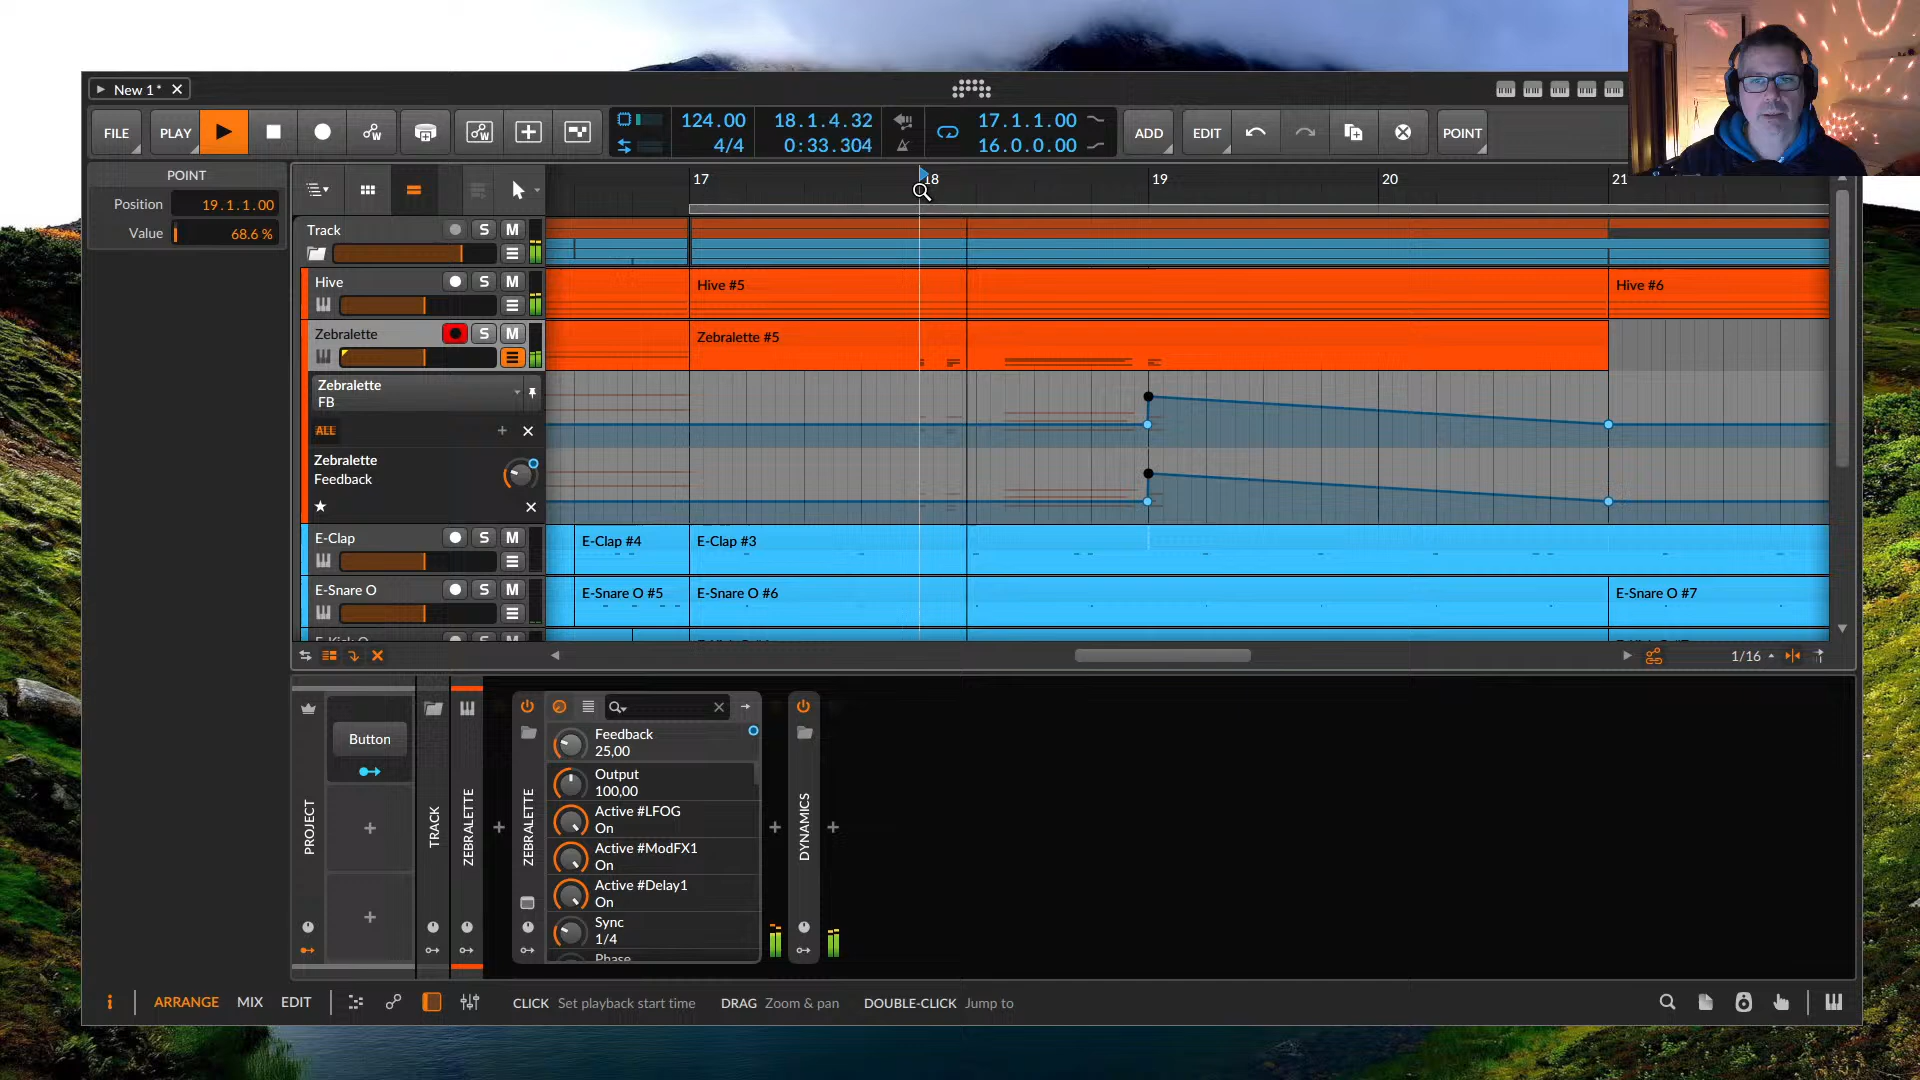 New 1*
FILE
PLAY
124.00
4/4
18.1.4.32
0:33.304
17.1.1.00
16.0.0.00
ADD
EDIT
POINT
POINT
Position 19.1.1.00
Value 68.6 %
17
18
19
20
21
Track
S M
Hive
S M
Hive #5
Hive #6
Zebralette
S M
Zebralette #5
Zebralette
FB
ALL
Zebralette
Feedback
E-Clap
S M
E-Clap #4
E-Clap #3
E-Snare O
S M
E-Snare O #5
E-Snare O #6
E-Snare O #7
1/16
PROJECT
Button
TRACK
ZEBRALETTE
ZEBRALETTE
Feedback
25,00
Output
100,00
Active #LFOG
On
Active #ModFX1
On
Active #Delay1
On
Sync
1/4
Phase
DYNAMICS
ARRANGE MIX EDIT
CLICK Set playback start time DRAG Zoom & pan DOUBLE-CLICK Jump to